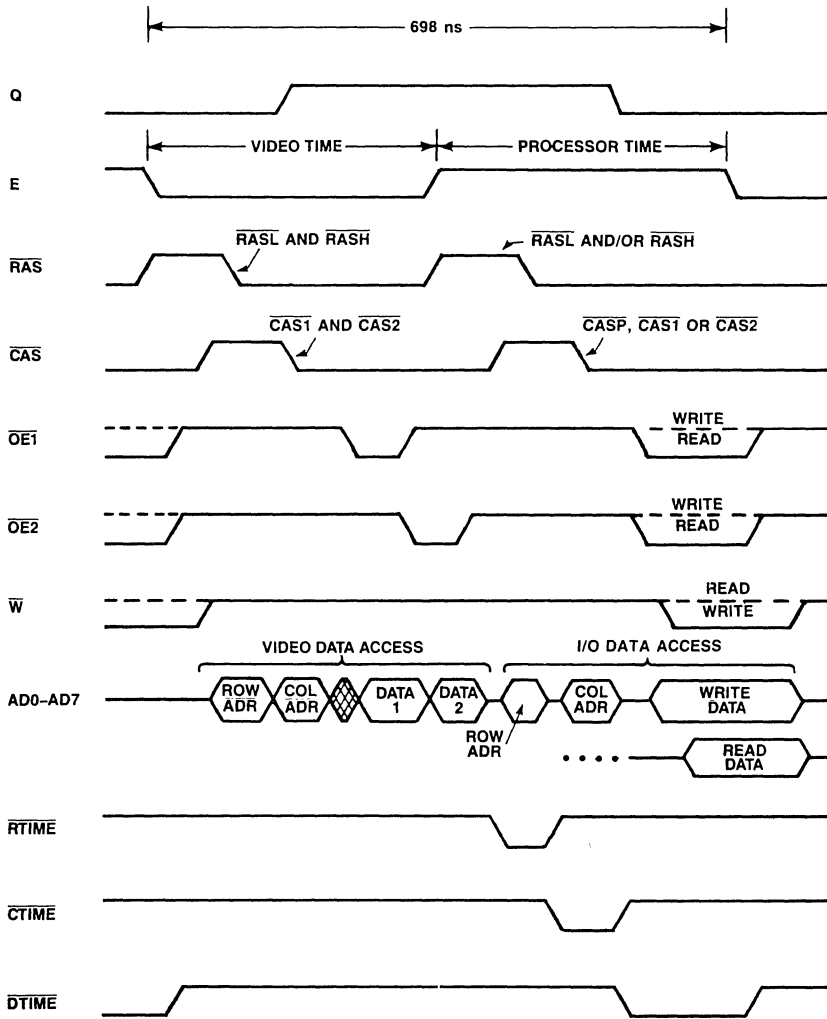 698 ns
Q
VIDEO TIME
PROCESSOR TIME
E
RASL AND RASH
RASL AND/OR RASH
RAS
CAS1 AND CAS2
CASP, CAS1 OR CAS2
CAS
WRITE
OE1
READ
WRITE
OE2
READ
READ
W
WRITE
VIDEO DATA ACCESS
I/O DATA ACCESS
AD0–AD7
ROW ADR
COL ADR
DATA 1
DATA 2
ROW ADR
COL ADR
WRITE DATA
READ DATA
RTIME
CTIME
DTIME